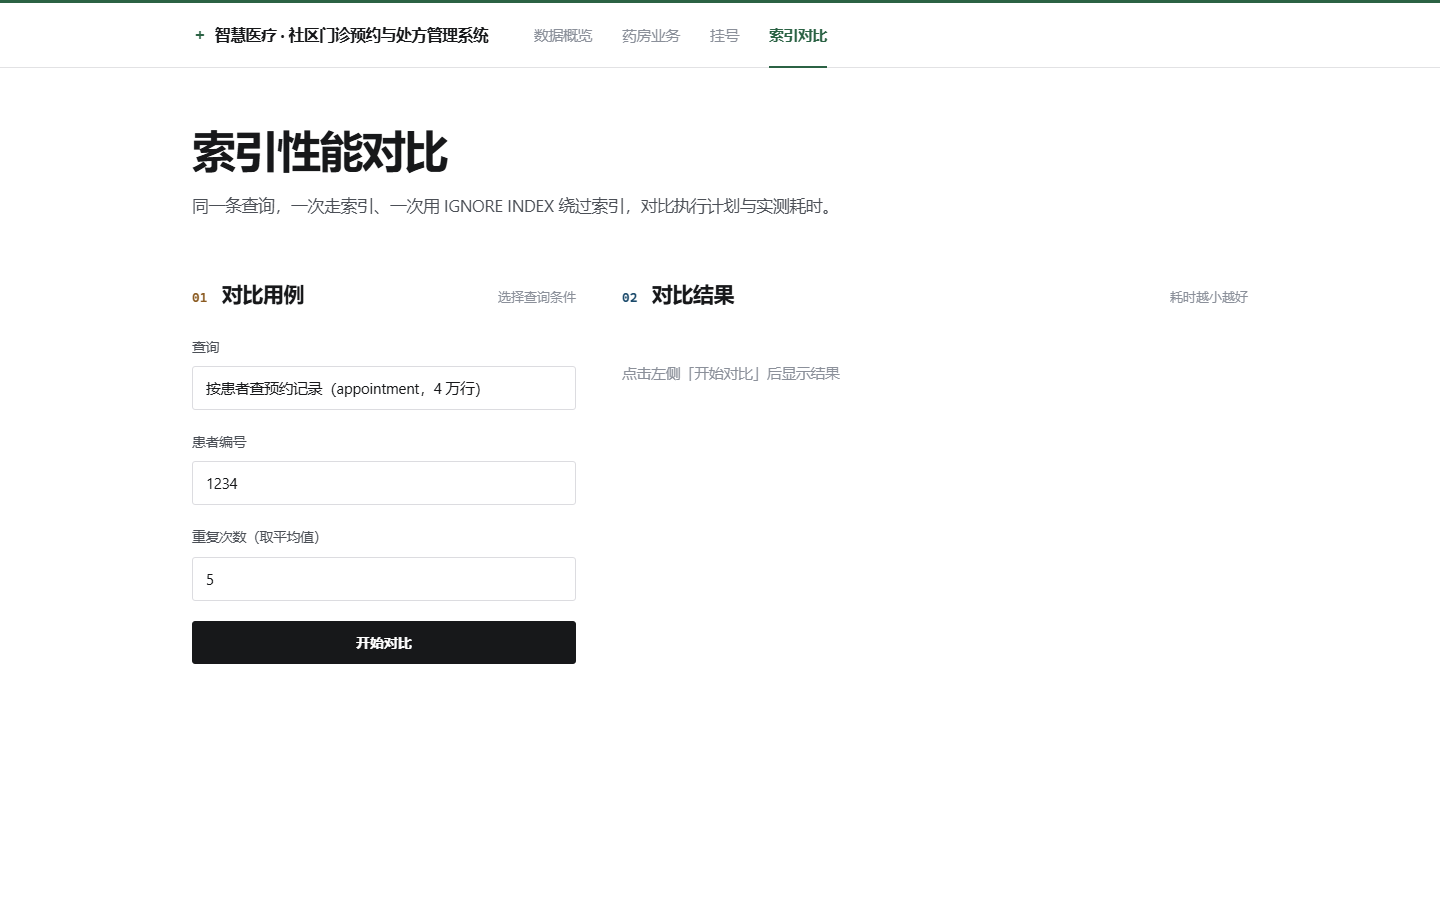 + 智慧医疗 · 社区门诊预约与处方管理系统 数据概览 药房业务 挂号 索引对比
索引性能对比
同一条查询，一次走索引、一次用 IGNORE INDEX 绕过索引，对比执行计划与实测耗时。
01 对比用例 选择查询条件
查询
按患者查预约记录（appointment，4 万行）
患者编号
1234
重复次数（取平均值）
5
开始对比
02 对比结果 耗时越小越好
点击左侧「开始对比」后显示结果